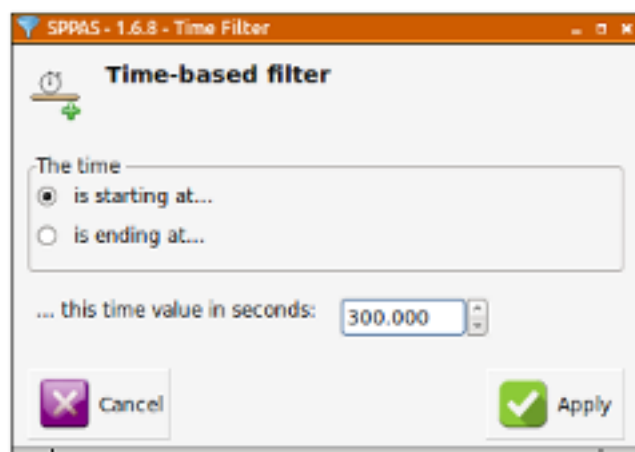 SPPAS - 1.6.8 - Time Filter
Time-based filter
The time
is starting at...
is ending at...
... this time value in seconds: 300.000
Cancel Apply